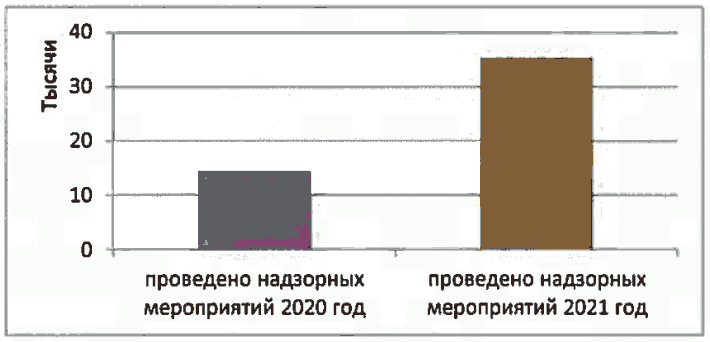 Тысячи
40
30
20
10
0
проведено надзорных
мероприятий 2020 год
проведено надзорных
мероприятий 2021 год